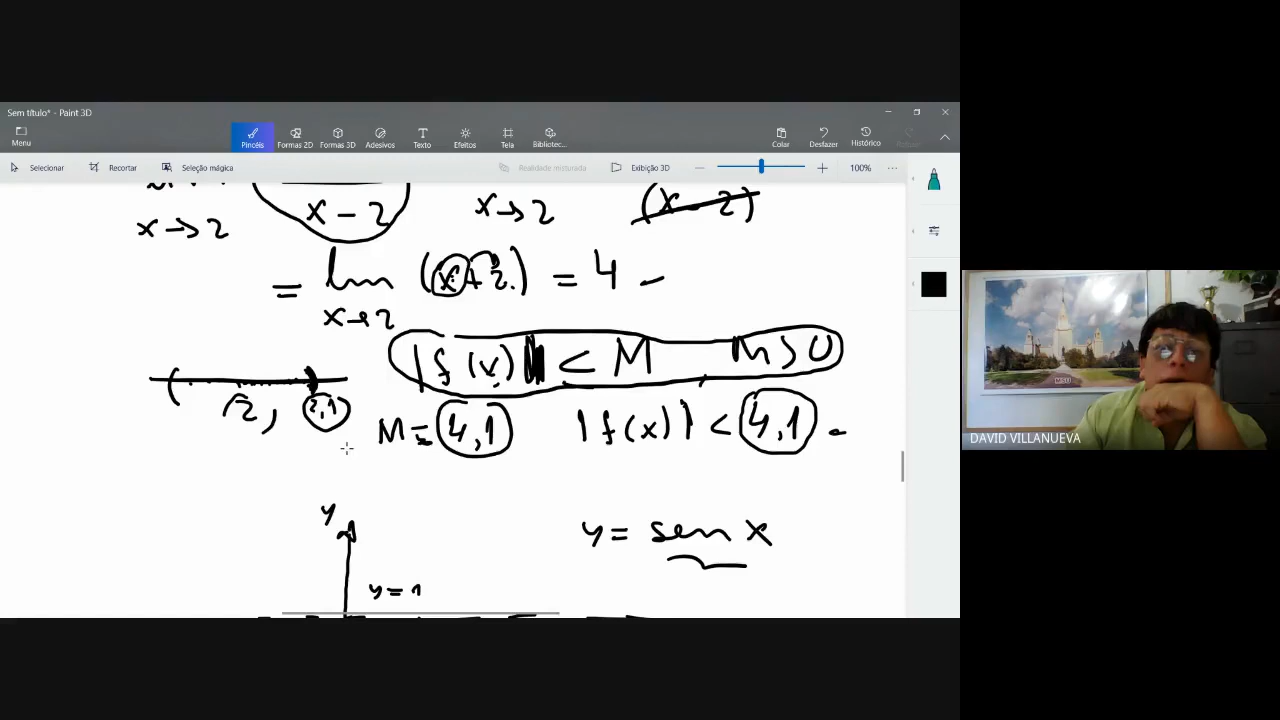 Sem título* - Paint 3D
Menu
Pincéis
Formas 2D
Formas 3D
Adesivos
Texto
Efeitos
Tela
Bibliotec...
Colar
Desfazer
Histórico
Selecionar
Recortar
Seleção mágica
Realidade misturada
Exibição 3D
100%
x - 2
x → 2
x → 2
(x - 2)
= lim (x + 2) = 4
x → 2
|f(x)| < M M > 0
2,
2,1
M = 4,1 |f(x)| < 4,1
y
y = sen x
y = 1
MSU
DAVID VILLANUEVA